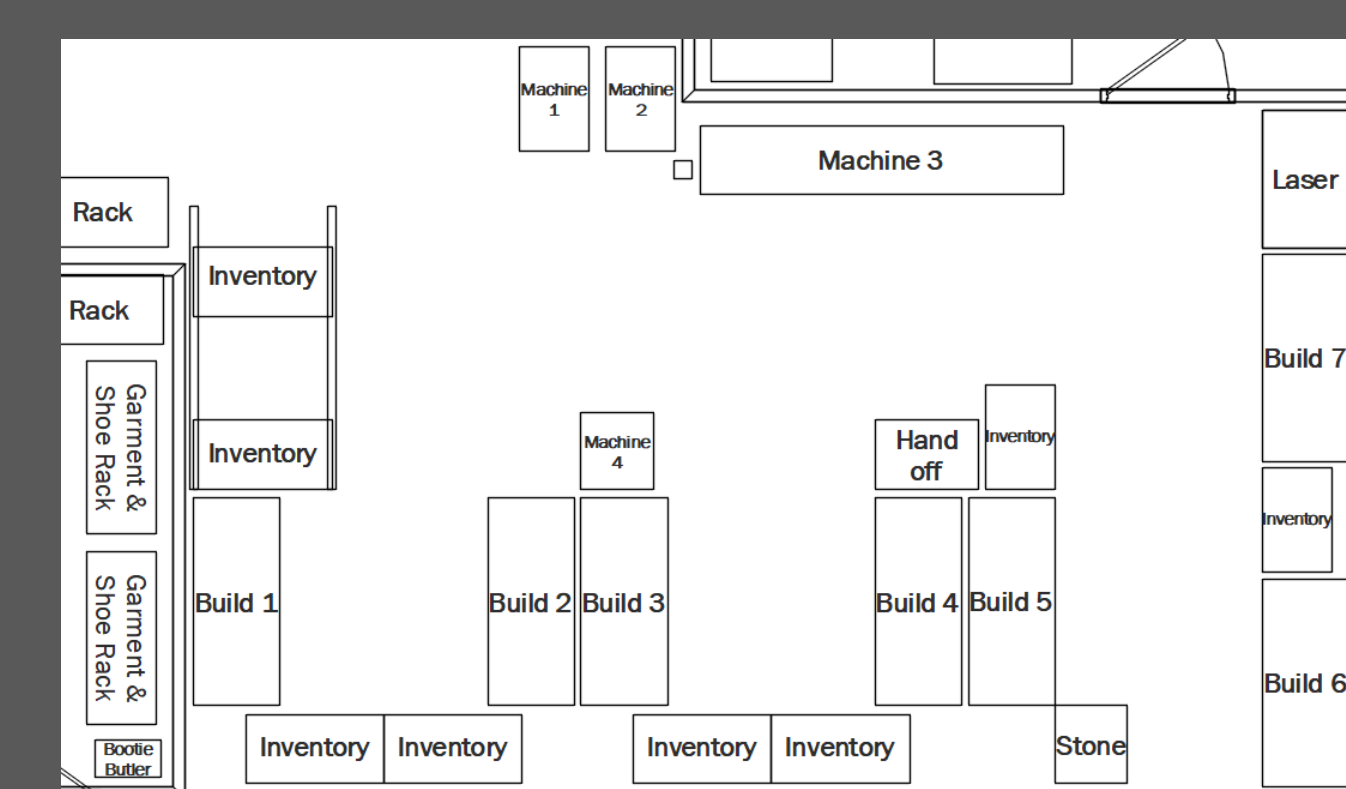 Machine
1
Machine
2
Machine 3
Laser
Rack
Inventory
Rack
Build 7
Garment &
Shoe Rack
Inventory
Machine
4
Hand
off
Inventory
Inventory
Garment &
Shoe Rack
Build 1
Build 2
Build 3
Build 4
Build 5
Build 6
Bootie
Butler
Inventory
Inventory
Inventory
Inventory
Stone